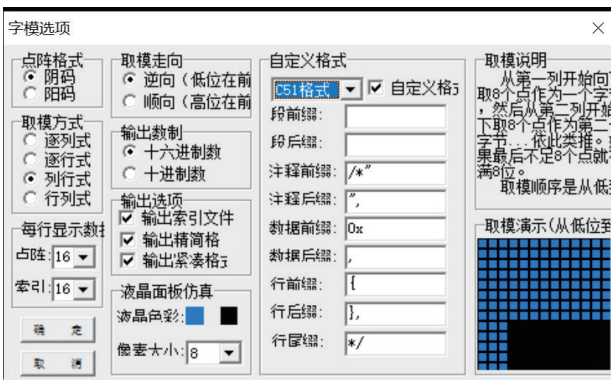 字模选项
点阵格式
阴码
阳码
取模方式
逐列式
逐行式
列行式
行列式
每行显示数据
点阵:16
索引:16
确 定
取 消
取模走向
逆向（低位在前
顺向（高位在前
输出数制
十六进制数
十进制数
输出选项
输出索引文件
输出精简格
输出紧凑格式
液晶面板仿真
液晶色彩:
像素大小:8
自定义格式
C51格式
自定义格式
段前缀:
段后缀:
注释前缀: /*"
注释后缀: ",
数据前缀: 0x
数据后缀: ,
行前缀: {
行后缀: },
行尾缀: */
取模说明
从第一列开始向
取8个点作为一个字
，然后从第二列开始
下取8个点作为第二
字节...依此类推。
果最后不足8个点就
满8位。
取模顺序是从低
取模演示(从低位到